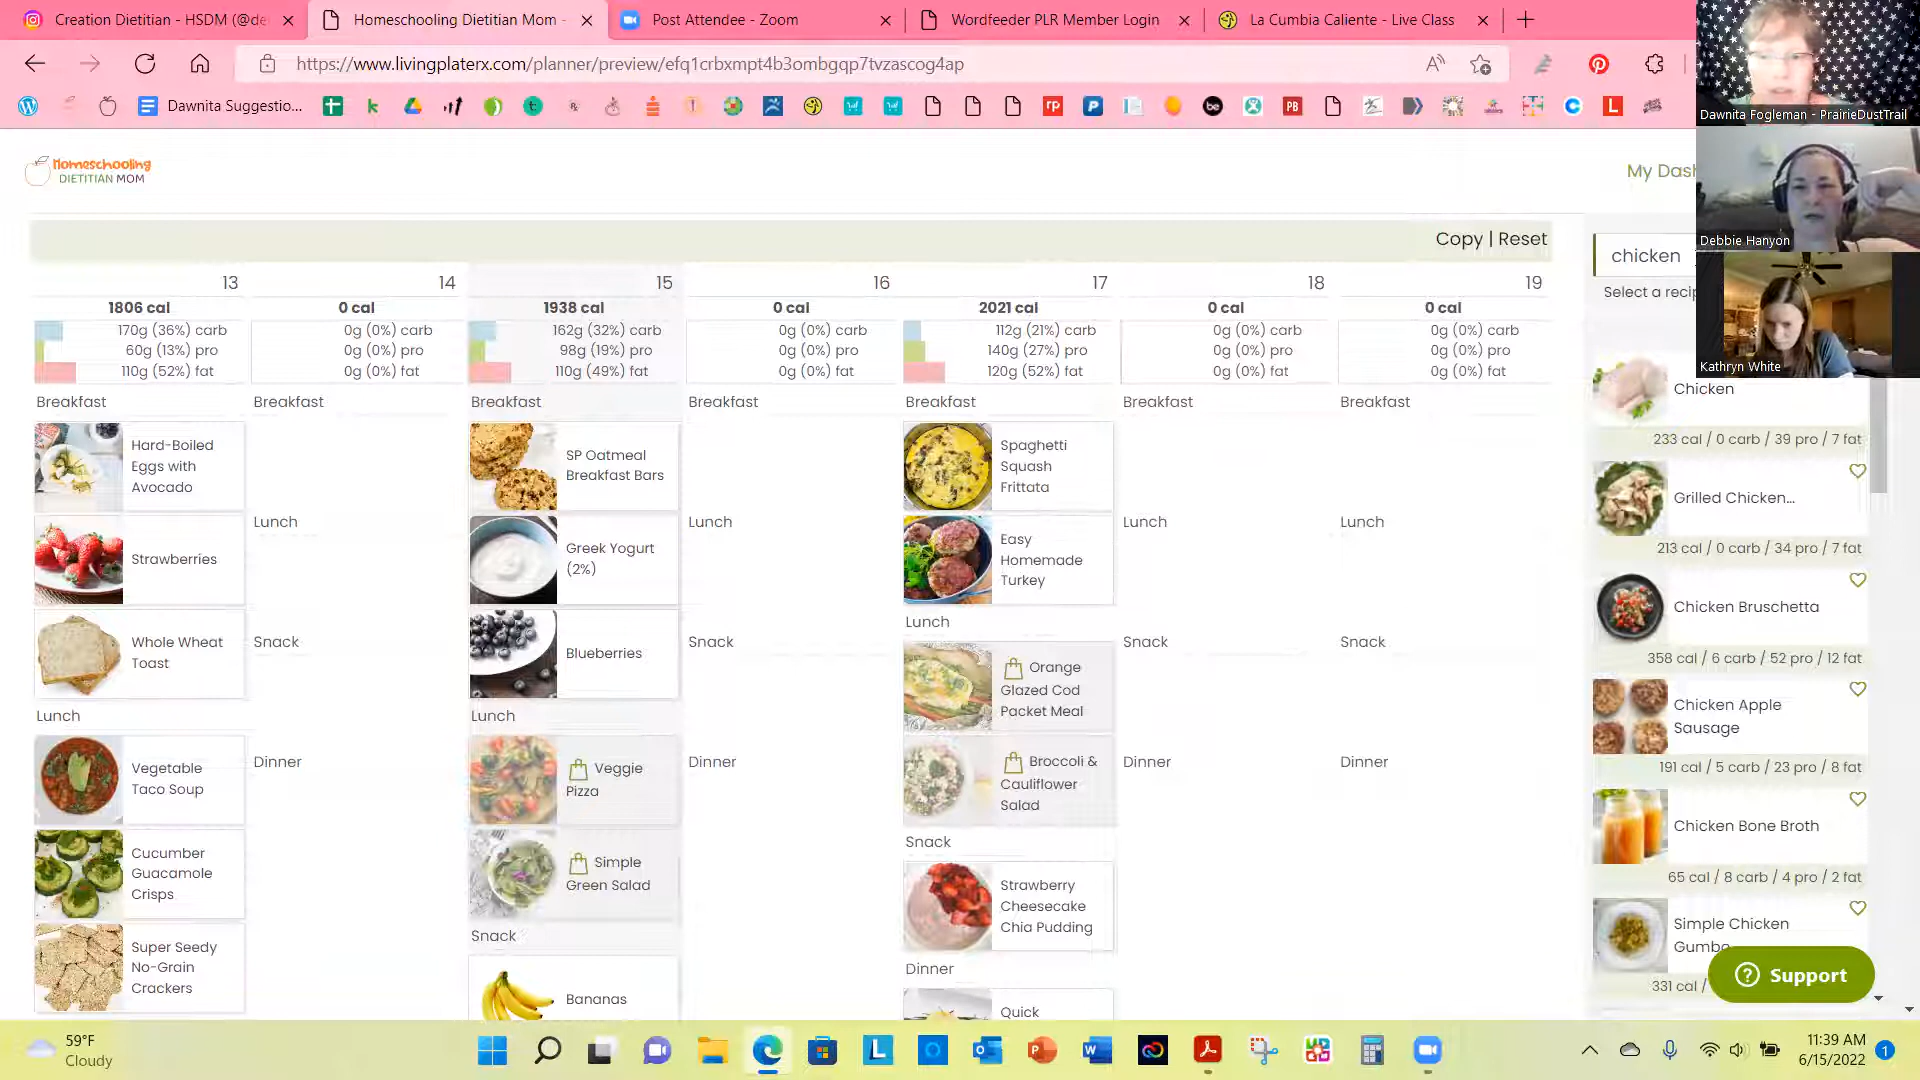 Creation Dietitian - HSDM (@de
Homeschooling Dietitian Mom -
Post Attendee - Zoom
Wordfeeder PLR Member Login
La Cumbia Caliente - Live Class
https://www.livingplaterx.com/planner/preview/efq1crbxmpt4b3ombgqp7tvzascog4ap
Dawnita Suggestio...
Dawnita Fogleman - PrairieDustTrail
Debbie Hanyon
Kathryn White
Homeschooling
DIETITIAN MOM
My Dash
Copy | Reset
chicken
Select a recip
13
14
15
16
17
18
19
1806 cal
0 cal
1938 cal
0 cal
2021 cal
0 cal
0 cal
170g (36%) carb
0g (0%) carb
162g (32%) carb
0g (0%) carb
112g (21%) carb
0g (0%) carb
0g (0%) carb
60g (13%) pro
0g (0%) pro
98g (19%) pro
0g (0%) pro
140g (27%) pro
0g (0%) pro
0g (0%) pro
110g (52%) fat
0g (0%) fat
110g (49%) fat
0g (0%) fat
120g (52%) fat
0g (0%) fat
0g (0%) fat
Breakfast
Hard-Boiled
Eggs with
Avocado
Strawberries
Whole Wheat
Toast
Lunch
Vegetable
Taco Soup
Cucumber
Guacamole
Crisps
Super Seedy
No-Grain
Crackers
Breakfast
Lunch
Snack
Dinner
Breakfast
SP Oatmeal
Breakfast Bars
Greek Yogurt
(2%)
Blueberries
Lunch
Veggie
Pizza
Simple
Green Salad
Snack
Bananas
Breakfast
Lunch
Snack
Dinner
Breakfast
Spaghetti
Squash
Frittata
Easy
Homemade
Turkey
Lunch
Orange
Glazed Cod
Packet Meal
Broccoli &
Cauliflower
Salad
Snack
Strawberry
Cheesecake
Chia Pudding
Dinner
Quick
Breakfast
Lunch
Snack
Dinner
Breakfast
Lunch
Snack
Dinner
Chicken
233 cal / 0 carb / 39 pro / 7 fat
Grilled Chicken...
213 cal / 0 carb / 34 pro / 7 fat
Chicken Bruschetta
358 cal / 6 carb / 52 pro / 12 fat
Chicken Apple
Sausage
191 cal / 5 carb / 23 pro / 8 fat
Chicken Bone Broth
65 cal / 8 carb / 4 pro / 2 fat
Simple Chicken
Gumbo
331 cal /
Support
59°F
Cloudy
11:39 AM
6/15/2022
1